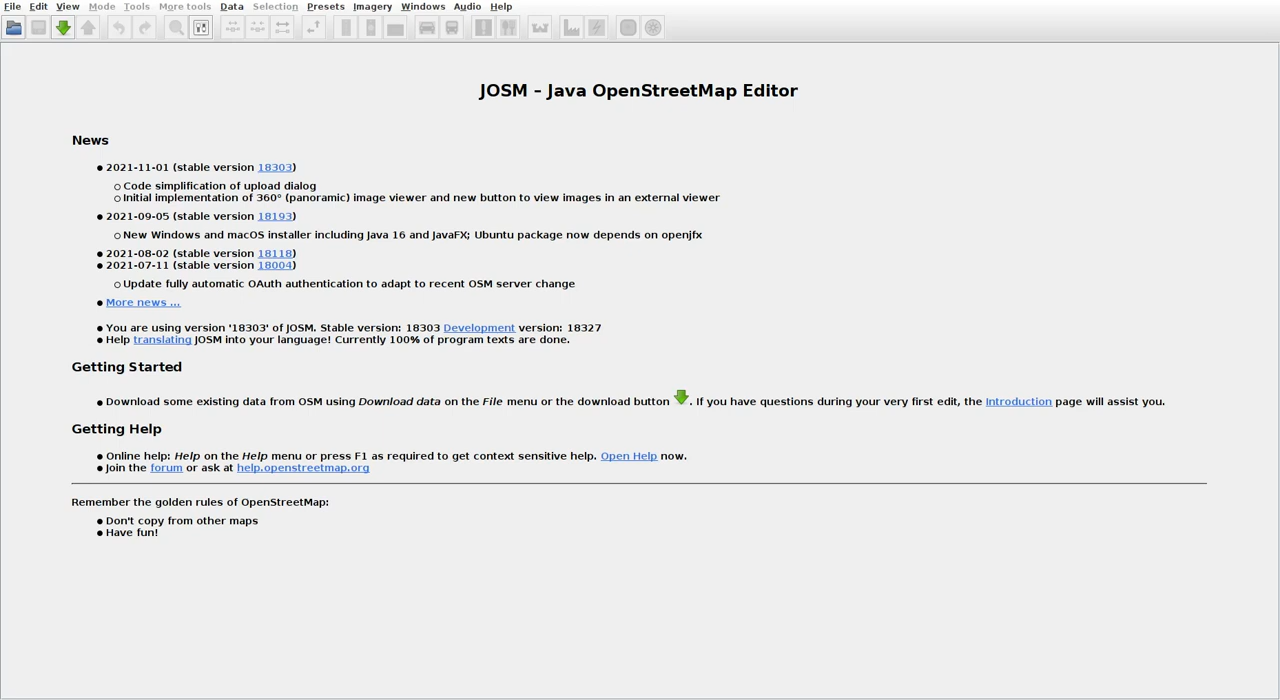 File Edit View Mode Tools More tools Data Selection Presets Imagery Windows Audio Help
JOSM – Java OpenStreetMap Editor
News
● 2021-11-01 (stable version 18303)
○ Code simplification of upload dialog
○ Initial implementation of 360° (panoramic) image viewer and new button to view images in an external viewer
● 2021-09-05 (stable version 18193)
○ New Windows and macOS installer including Java 16 and JavaFX; Ubuntu package now depends on openjfx
● 2021-08-02 (stable version 18118)
● 2021-07-11 (stable version 18004)
○ Update fully automatic OAuth authentication to adapt to recent OSM server change
● More news ...
● You are using version '18303' of JOSM. Stable version: 18303 Development version: 18327
● Help translating JOSM into your language! Currently 100% of program texts are done.
Getting Started
● Download some existing data from OSM using Download data on the File menu or the download button . If you have questions during your very first edit, the Introduction page will assist you.
Getting Help
● Online help: Help on the Help menu or press F1 as required to get context sensitive help. Open Help now.
● Join the forum or ask at help.openstreetmap.org
Remember the golden rules of OpenStreetMap:
● Don't copy from other maps
● Have fun!